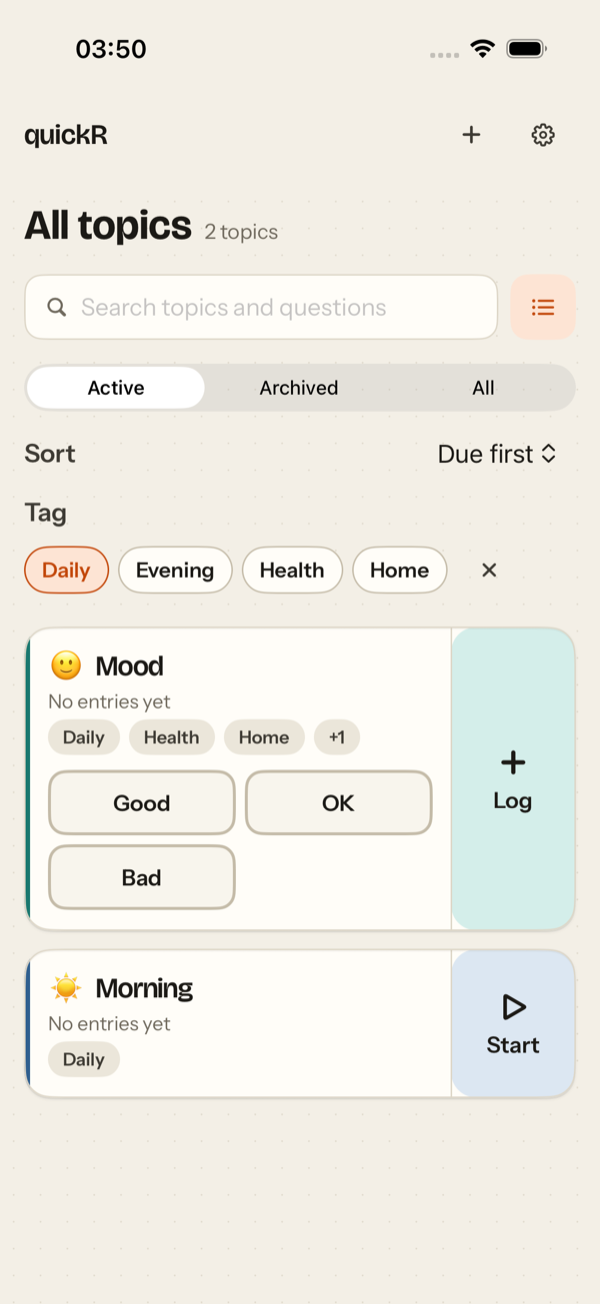 03:50
quickR
All topics 2 topics
Search topics and questions
Active Archived All
Sort Due first
Tag
Daily Evening Health Home
Mood
No entries yet
Daily Health Home +1
Good OK
Bad
Log
Morning
No entries yet
Daily
Start